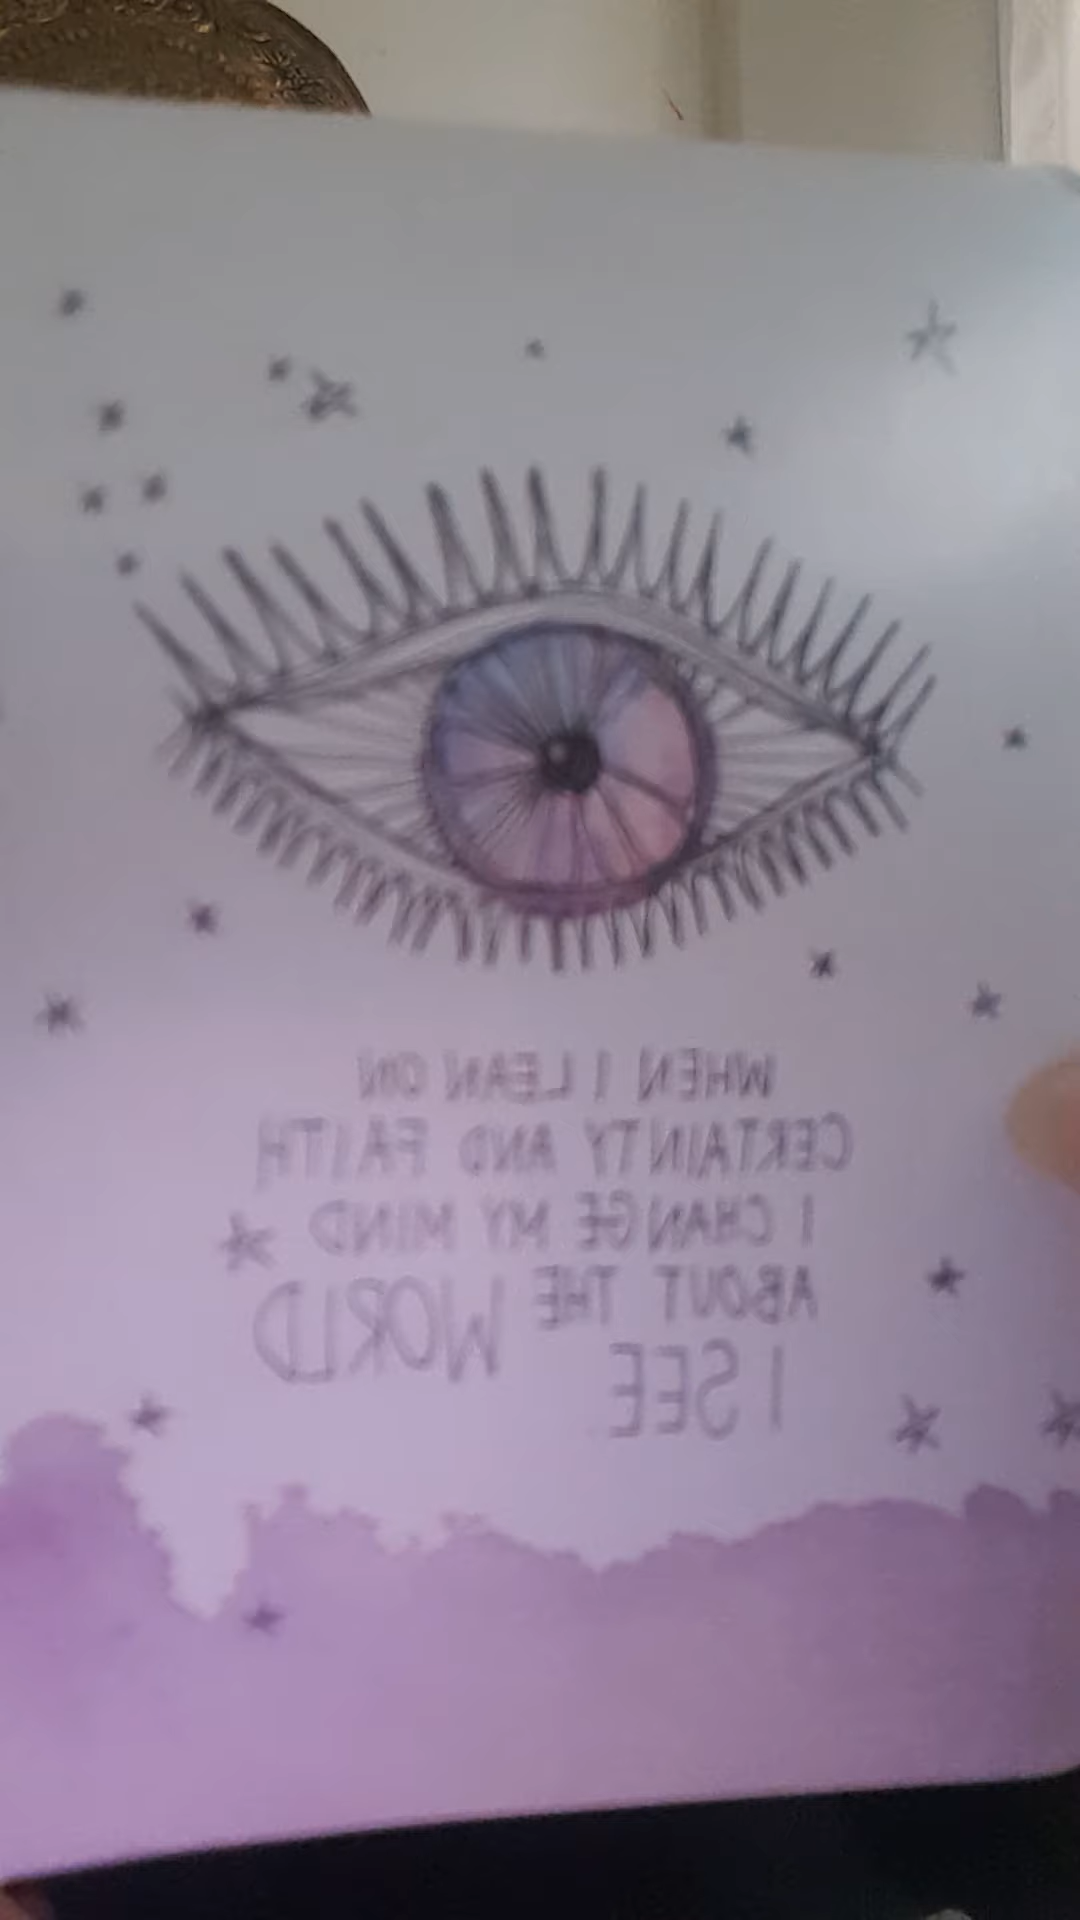 WHEN I LEAN ON
CERTAINTY AND FAITH
I CHANGE MY MIND
ABOUT THE WORLD
I SEE